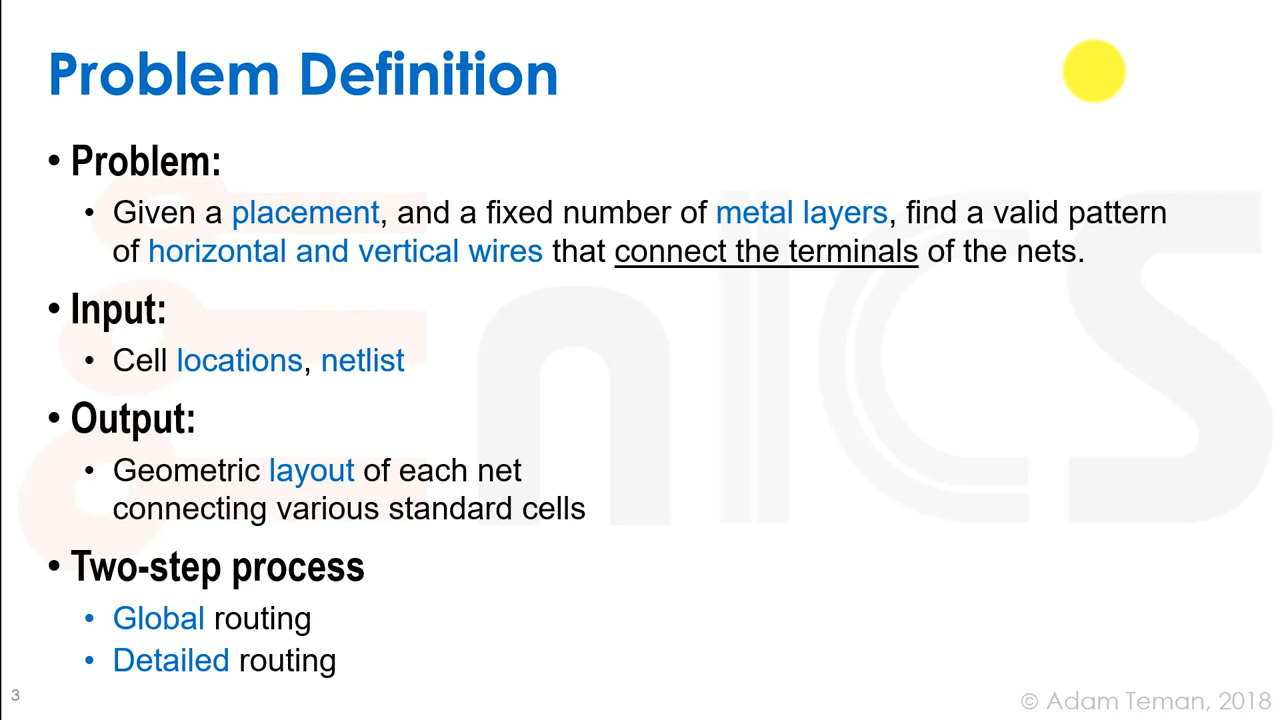 Problem Definition
• Problem:
• Given a placement, and a fixed number of metal layers, find a valid pattern
of horizontal and vertical wires that connect the terminals of the nets.
• Input:
• Cell locations, netlist
• Output:
• Geometric layout of each net
connecting various standard cells
• Two-step process
• Global routing
• Detailed routing
3
© Adam Teman, 2018
EnICS